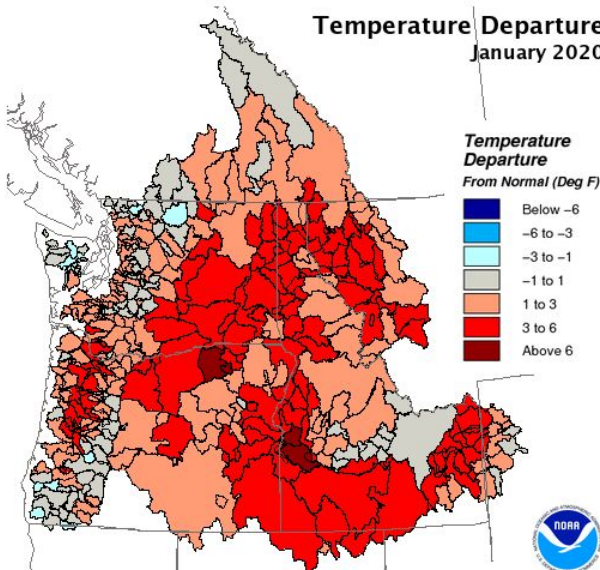 Temperature Departure
January 2020
Temperature
Departure
From Normal (Deg F)
Below -6
-6 to -3
-3 to -1
-1 to 1
1 to 3
3 to 6
Above 6
NOAA